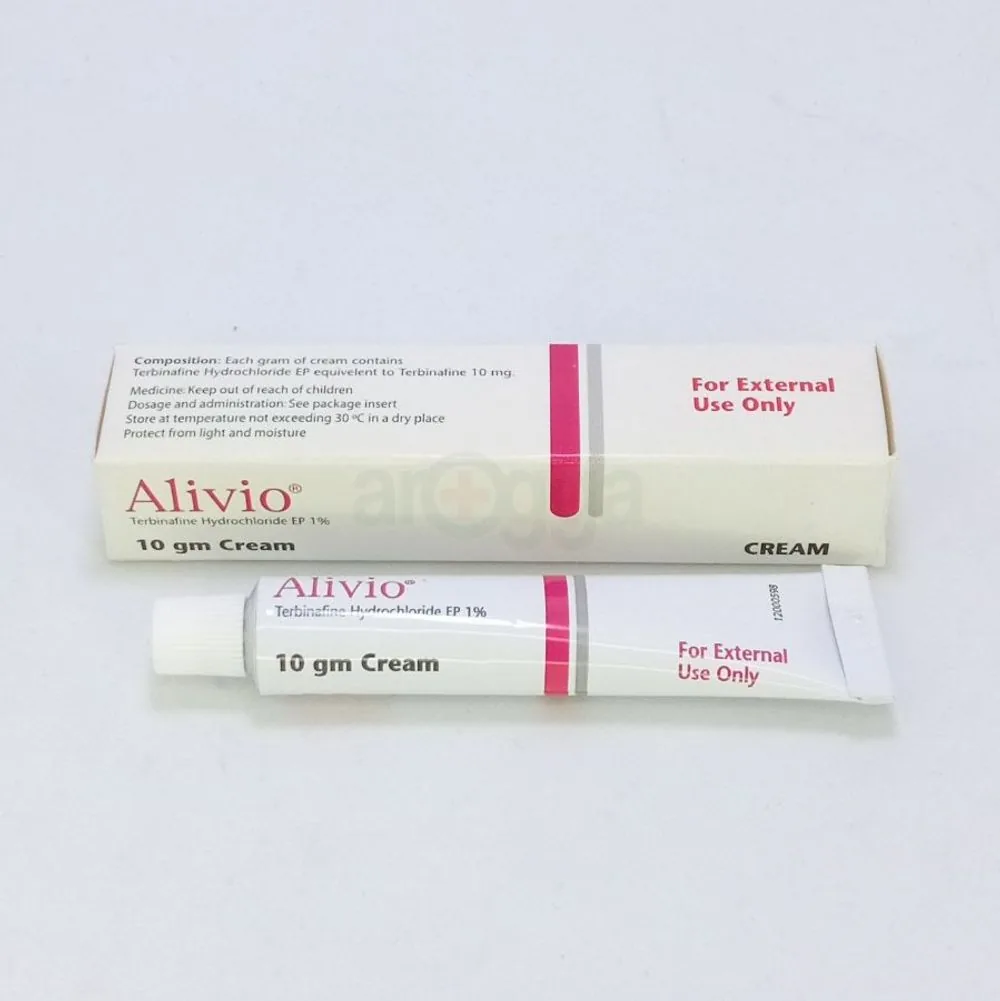 Composition: Each gram of cream contains
Terbinafine Hydrochloride EP equivelent to Terbinafine 10 mg.
Medicine: Keep out of reach of children
Dosage and administration: See package insert
Store at temperature not exceeding 30 ºC in a dry place
Protect from light and moisture
For External
Use Only
arogga
Alivio®
Terbinafine Hydrochloride EP 1%
10 gm Cream
CREAM
Alivio®
Terbinafine Hydrochloride EP 1%
10 gm Cream
12000598
For External
Use Only